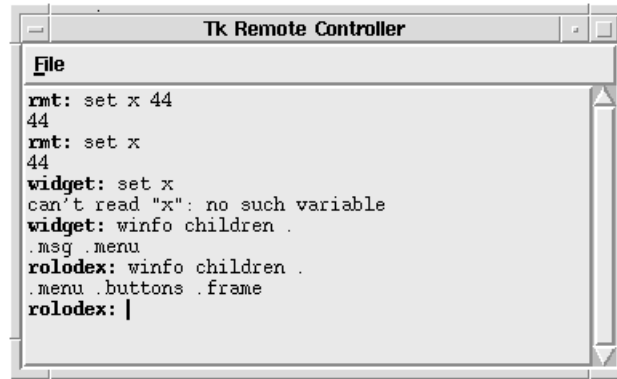 Tk Remote Controller
File
rmt: set x 44
44
rmt: set x
44
widget: set x
can't read "x": no such variable
widget: winfo children .
.msg .menu
rolodex: winfo children .
.menu .buttons .frame
rolodex: